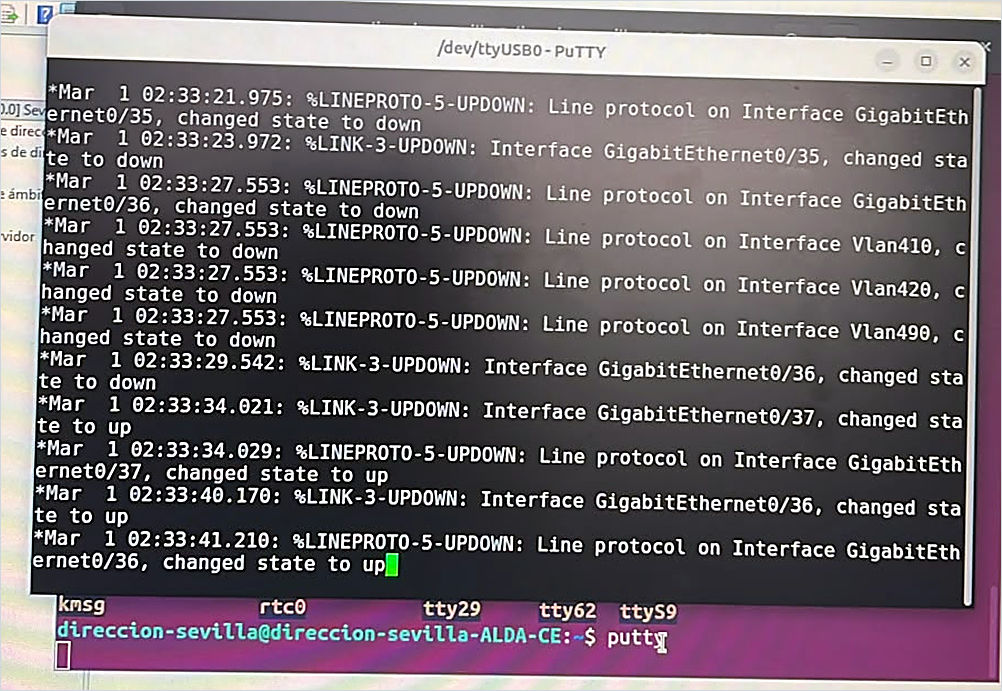 /dev/ttyUSB0 - PuTTY
*Mar  1 02:33:21.975: %LINEPROTO-5-UPDOWN: Line protocol on Interface GigabitEth
ernet0/35, changed state to down
*Mar  1 02:33:23.972: %LINK-3-UPDOWN: Interface GigabitEthernet0/35, changed sta
te to down
*Mar  1 02:33:27.553: %LINEPROTO-5-UPDOWN: Line protocol on Interface GigabitEth
ernet0/36, changed state to down
*Mar  1 02:33:27.553: %LINEPROTO-5-UPDOWN: Line protocol on Interface Vlan410, c
hanged state to down
*Mar  1 02:33:27.553: %LINEPROTO-5-UPDOWN: Line protocol on Interface Vlan420, c
hanged state to down
*Mar  1 02:33:27.553: %LINEPROTO-5-UPDOWN: Line protocol on Interface Vlan490, c
hanged state to down
*Mar  1 02:33:29.542: %LINK-3-UPDOWN: Interface GigabitEthernet0/36, changed sta
te to down
*Mar  1 02:33:34.021: %LINK-3-UPDOWN: Interface GigabitEthernet0/37, changed sta
te to up
*Mar  1 02:33:34.029: %LINEPROTO-5-UPDOWN: Line protocol on Interface GigabitEth
ernet0/37, changed state to up
*Mar  1 02:33:40.170: %LINK-3-UPDOWN: Interface GigabitEthernet0/36, changed sta
te to up
*Mar  1 02:33:41.210: %LINEPROTO-5-UPDOWN: Line protocol on Interface GigabitEth
ernet0/36, changed state to up
0.0] Sev
e direcc
s de di
e ámbi
vidor
kmsg rtc0 tty29 tty62 ttyS9
direccion-sevilla@direccion-sevilla-ALDA-CE:~$ putty